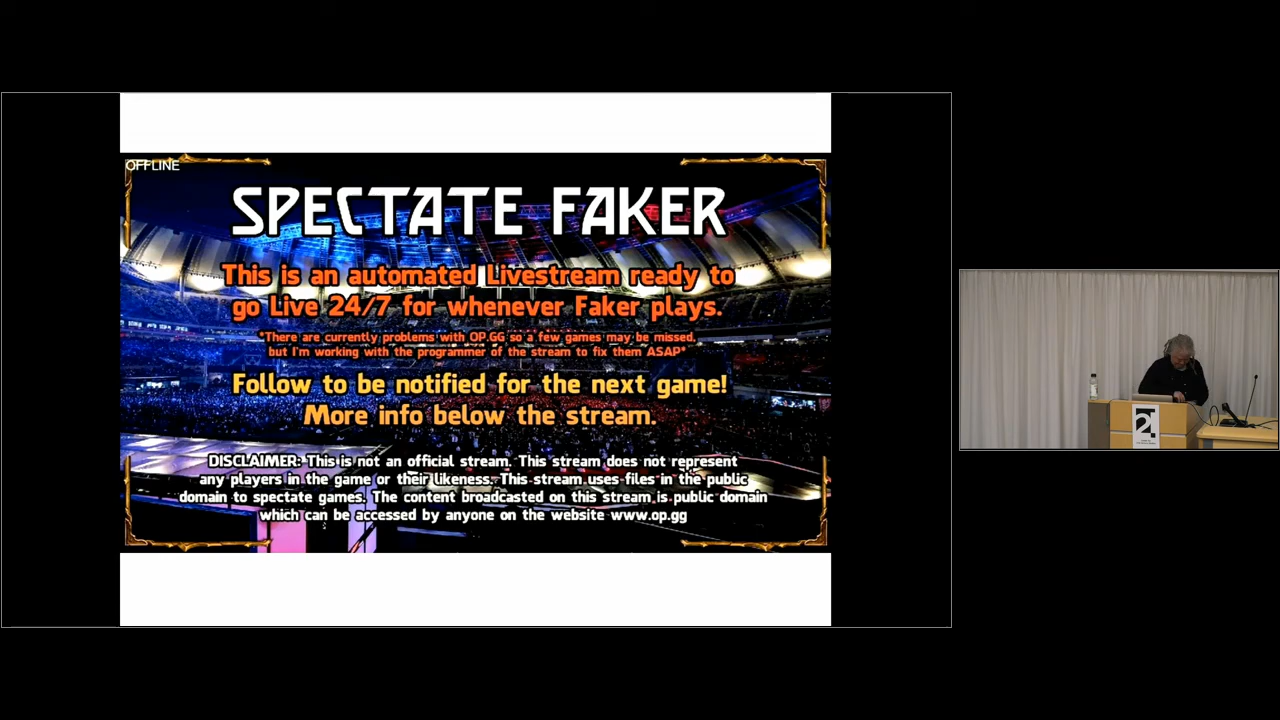 OFFLINE
SPECTATE FAKER
This is an automated Livestream ready to
go Live 24/7 for whenever Faker plays.
*There are currently problems with OP.GG so a few games may be missed,
but I'm working with the programmer of the stream to fix them ASAP*
Follow to be notified for the next game!
More info below the stream.
DISCLAIMER: This is not an official stream. This stream does not represent
any players in the game or their likeness. This stream uses files in the public
domain to spectate games. The content broadcasted on this stream is public domain
which can be accessed by anyone on the website www.op.gg